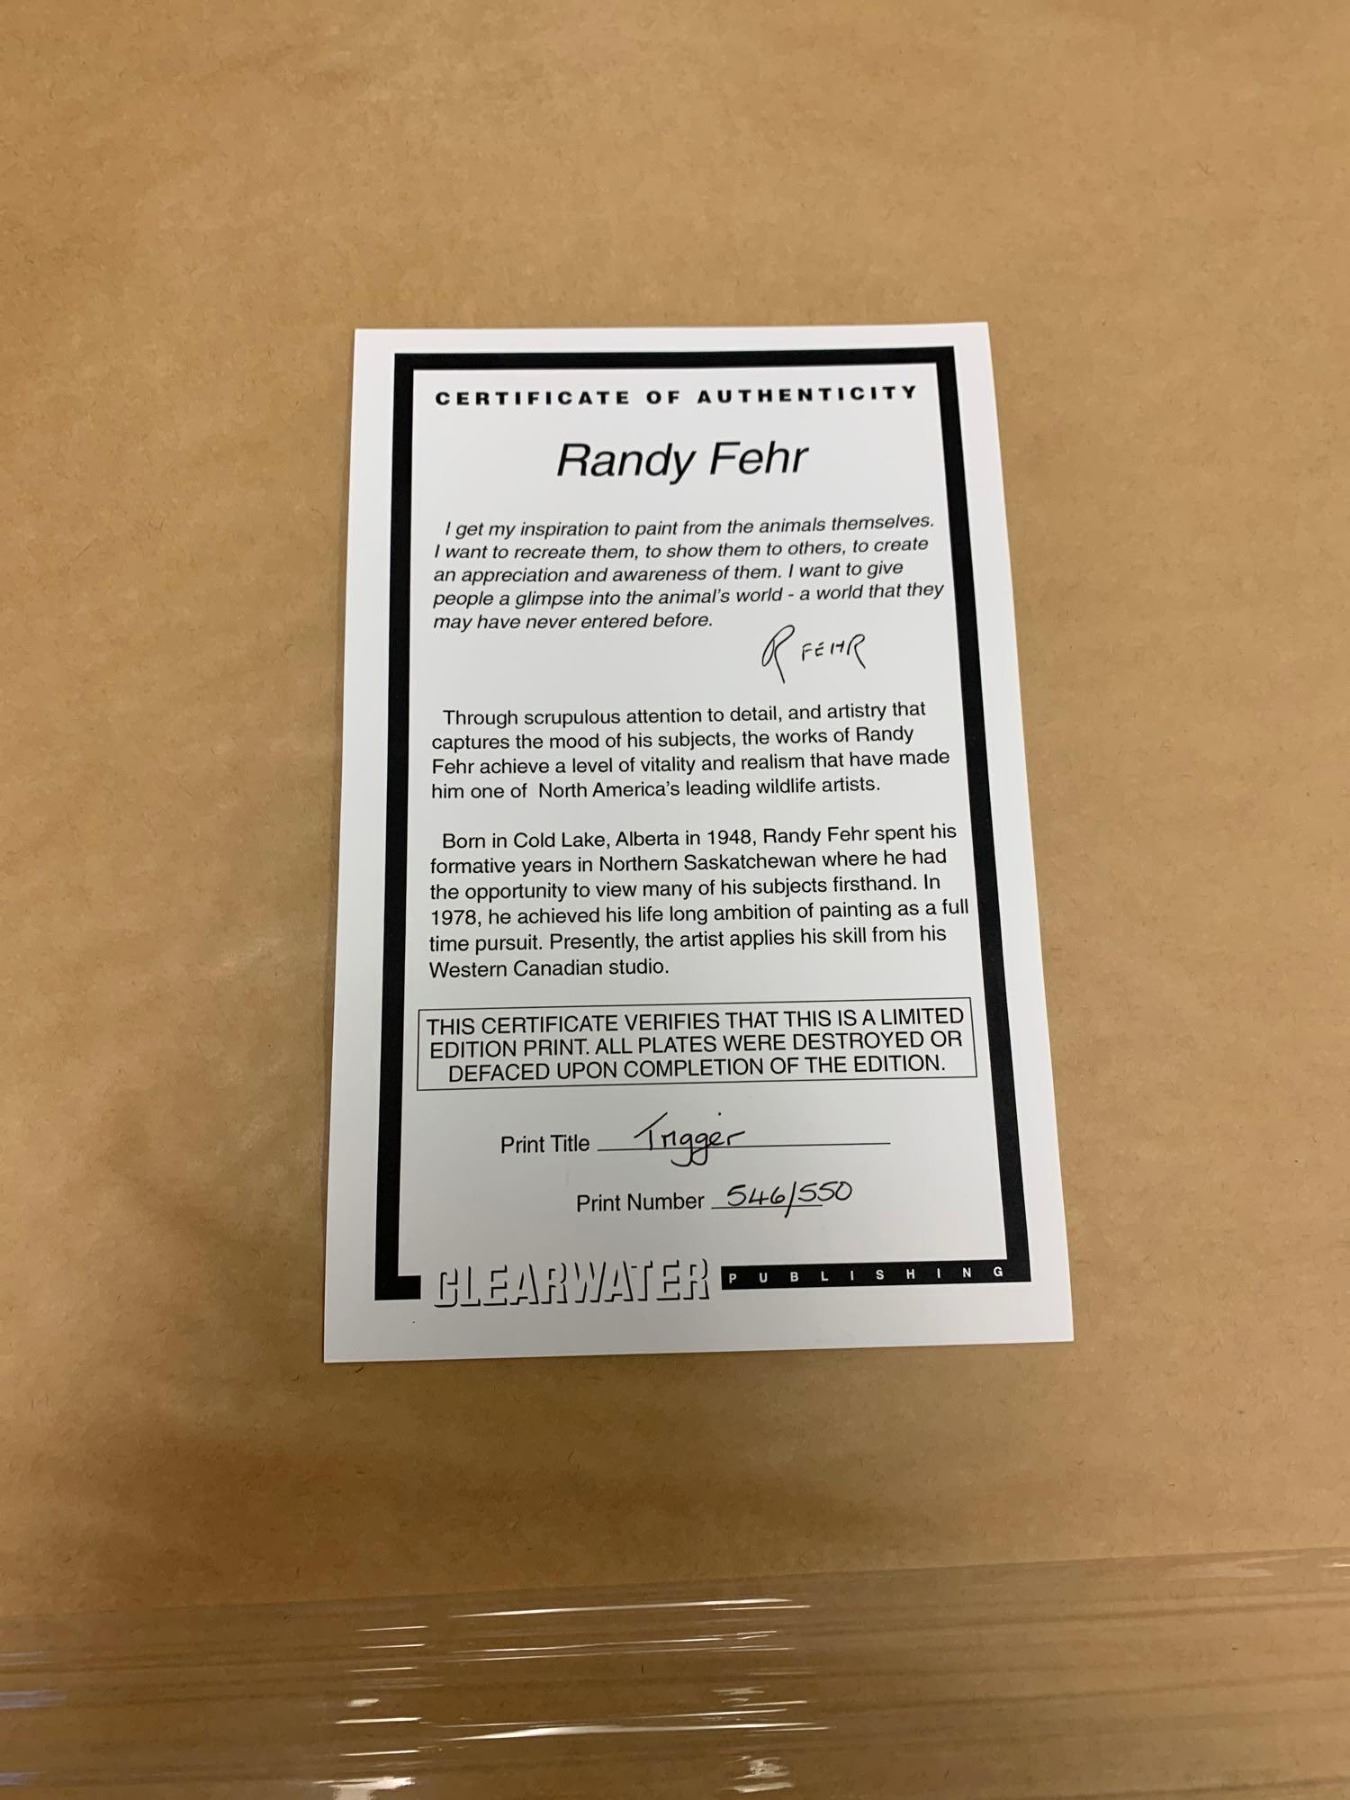 CERTIFICATE OF AUTHENTICITY
Randy Fehr
I get my inspiration to paint from the animals themselves.
I want to recreate them, to show them to others, to create
an appreciation and awareness of them. I want to give
people a glimpse into the animal's world - a world that they
may have never entered before.
R FEHR
Through scrupulous attention to detail, and artistry that
captures the mood of his subjects, the works of Randy
Fehr achieve a level of vitality and realism that have made
him one of North America's leading wildlife artists.
Born in Cold Lake, Alberta in 1948, Randy Fehr spent his
formative years in Northern Saskatchewan where he had
the opportunity to view many of his subjects firsthand. In
1978, he achieved his life long ambition of painting as a full
time pursuit. Presently, the artist applies his skill from his
Western Canadian studio.
THIS CERTIFICATE VERIFIES THAT THIS IS A LIMITED
EDITION PRINT. ALL PLATES WERE DESTROYED OR
DEFACED UPON COMPLETION OF THE EDITION.
Print Title Trigger
Print Number 546/550
CLEARWATER PUBLISHING